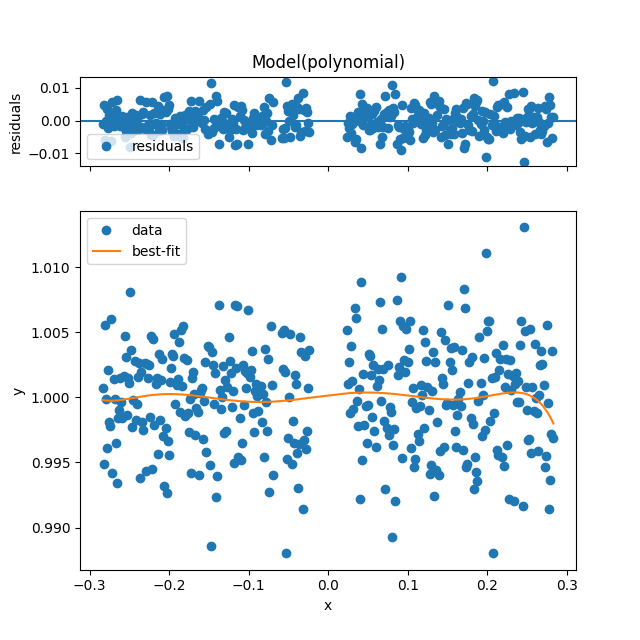 Model(polynomial)
0.01
0.00
−0.01
residuals
residuals
data
best-fit
1.010
1.005
1.000
0.995
0.990
y
−0.3 −0.2 −0.1 0.0 0.1 0.2 0.3
x